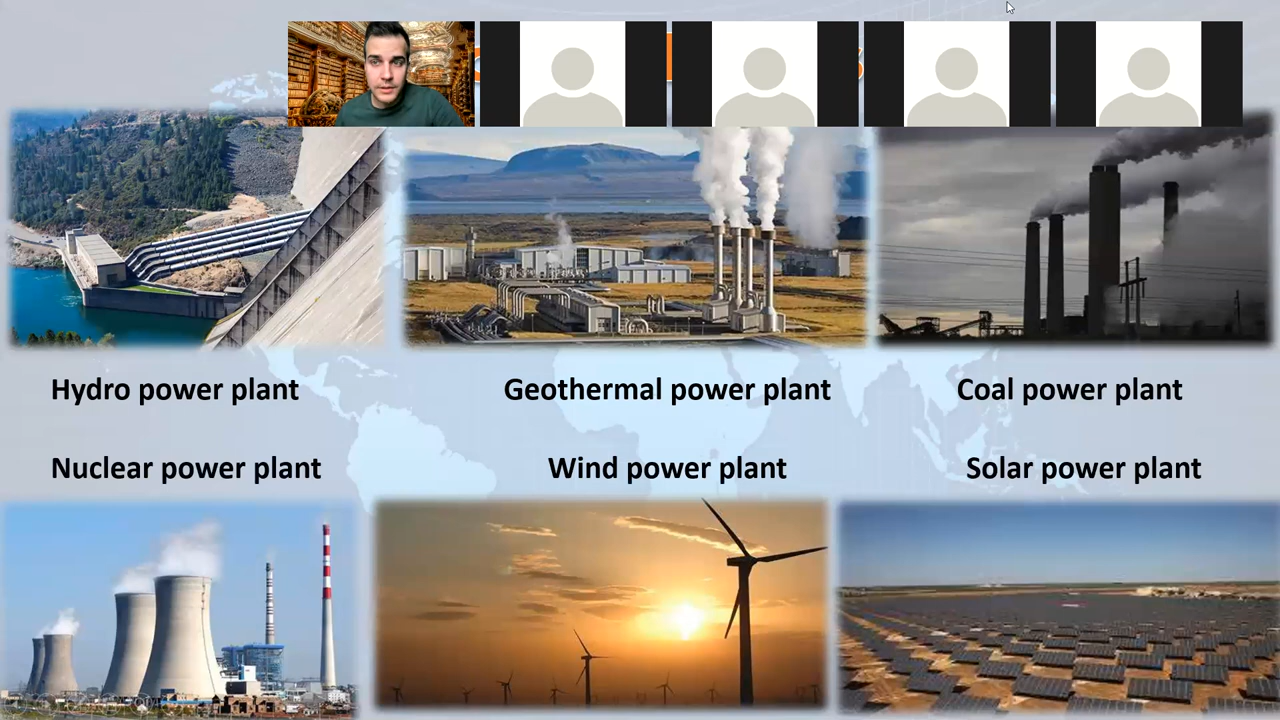 Hydro power plant
Geothermal power plant
Coal power plant
Nuclear power plant
Wind power plant
Solar power plant